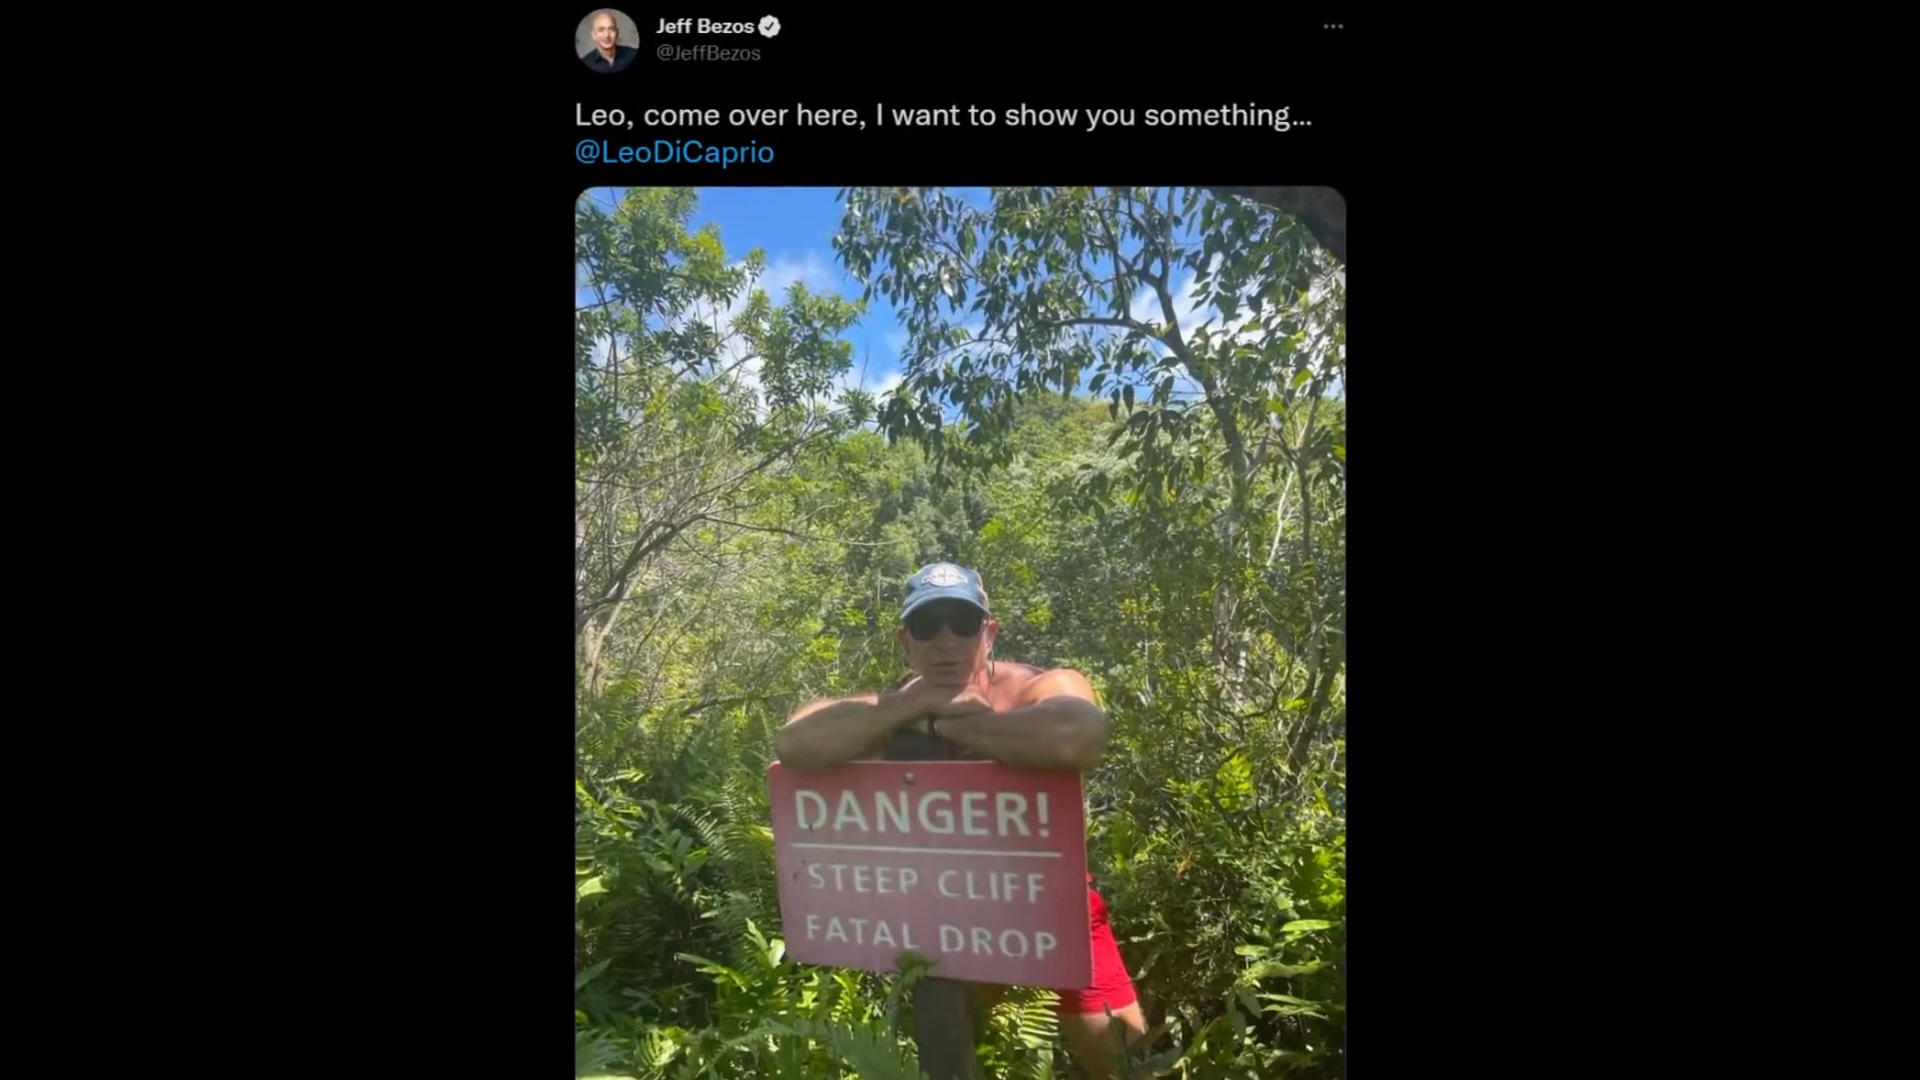 Jeff Bezos
@JeffBezos
Leo, come over here, I want to show you something...
@LeoDiCaprio
DANGER!
STEEP CLIFF
FATAL DROP